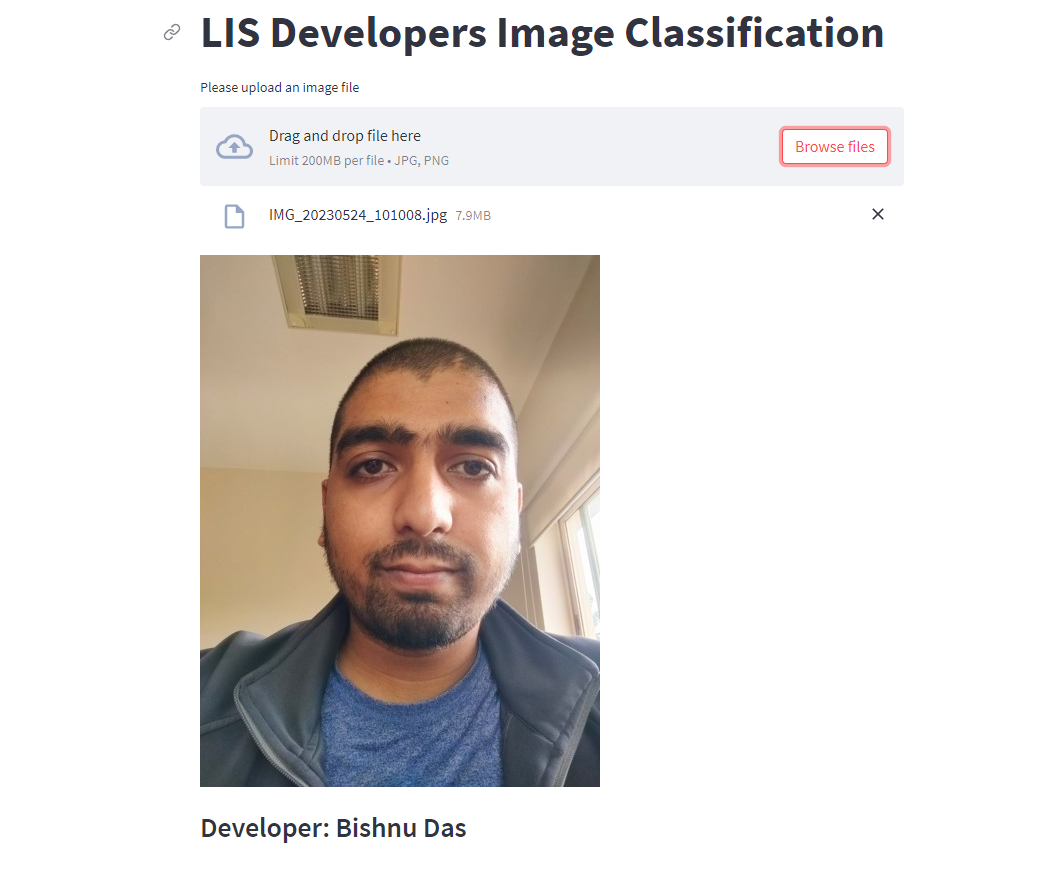 LIS Developers Image Classification
Please upload an image file
Drag and drop file here
Limit 200MB per file • JPG, PNG
Browse files
IMG_20230524_101008.jpg 7.9MB
Developer: Bishnu Das